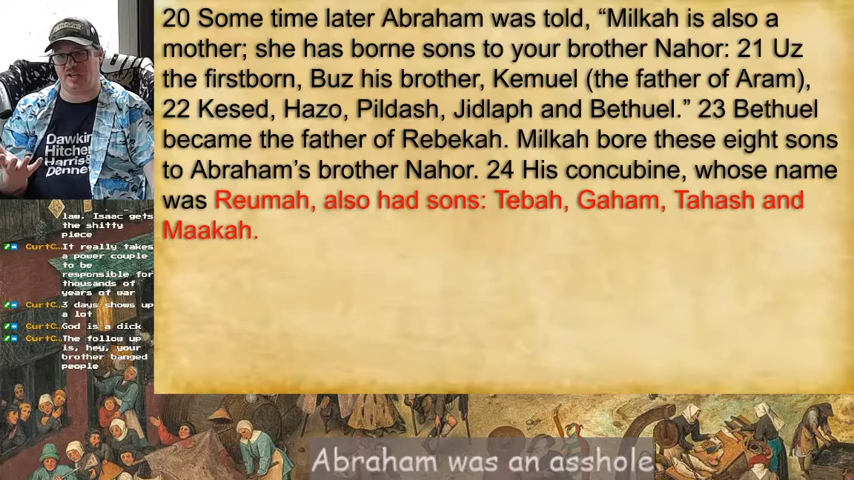 20 Some time later Abraham was told, “Milkah is also a
mother; she has borne sons to your brother Nahor: 21 Uz
the firstborn, Buz his brother, Kemuel (the father of Aram),
22 Kesed, Hazo, Pildash, Jidlaph and Bethuel.” 23 Bethuel
became the father of Rebekah. Milkah bore these eight sons
to Abraham’s brother Nahor. 24 His concubine, whose name
was Reumah, also had sons: Tebah, Gaham, Tahash and
Maakah.
Dawkin
Hitchen
Harris&
Dennet
law. Isaac gets
the shitty
piece
CurtC…It really takes
a power couple
to be
responsible for
thousands of
years of war
CurtC…3 days shows up
a lot
CurtC…God is a dick
CurtC…The follow up
is, hey, your
brother banged
people
Abraham was an asshole